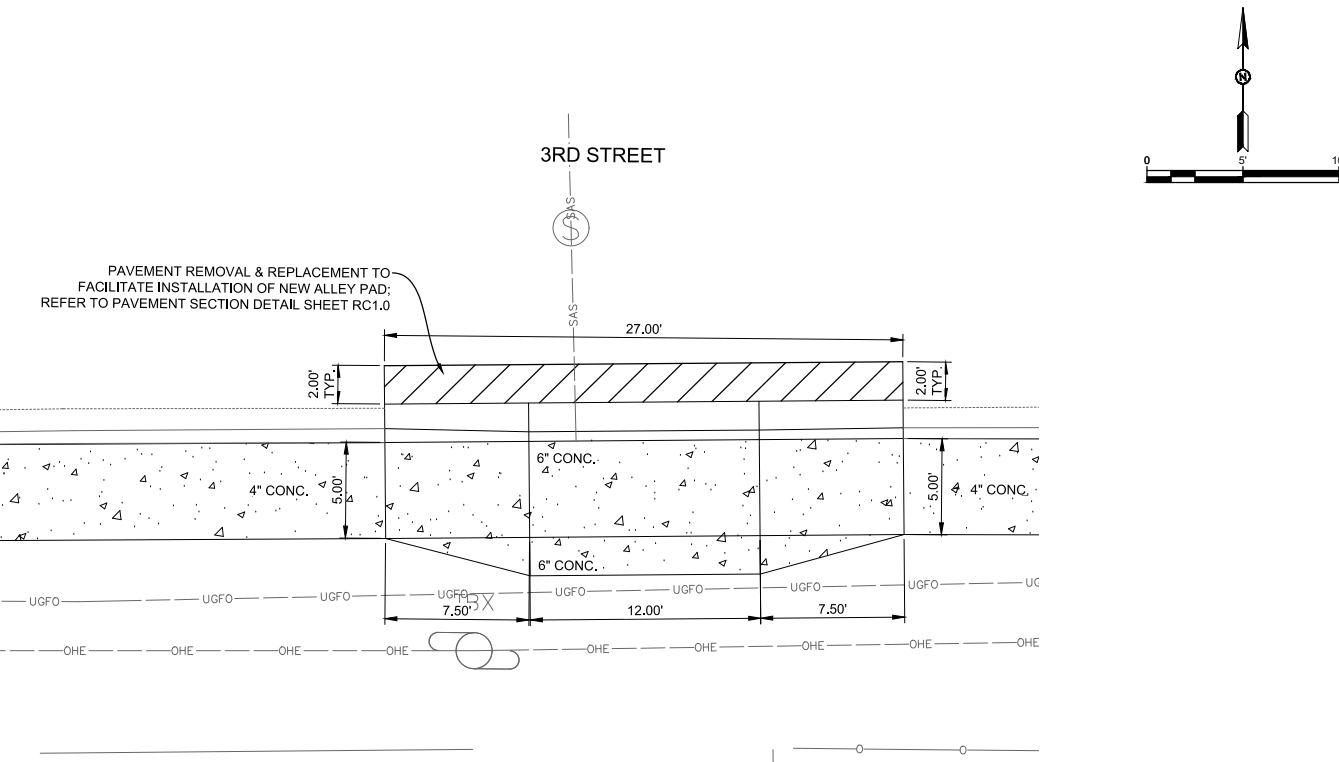 N
0 5' 10
3RD STREET
SAS
S
PAVEMENT REMOVAL & REPLACEMENT TO
FACILITATE INSTALLATION OF NEW ALLEY PAD;
REFER TO PAVEMENT SECTION DETAIL SHEET RC1.0
SAS
27.00'
2.00'
TYP.
2.00'
TYP.
6" CONC.
4" CONC.
5.00'
5.00'
4" CONC
6" CONC.
UGFO UGFO UGFO UGFO UGFO UGFO UGFO UGFO UG
7.50' 12.00' 7.50'
OHE OHE OHE OHE OHE OHE OHE OHE
O O